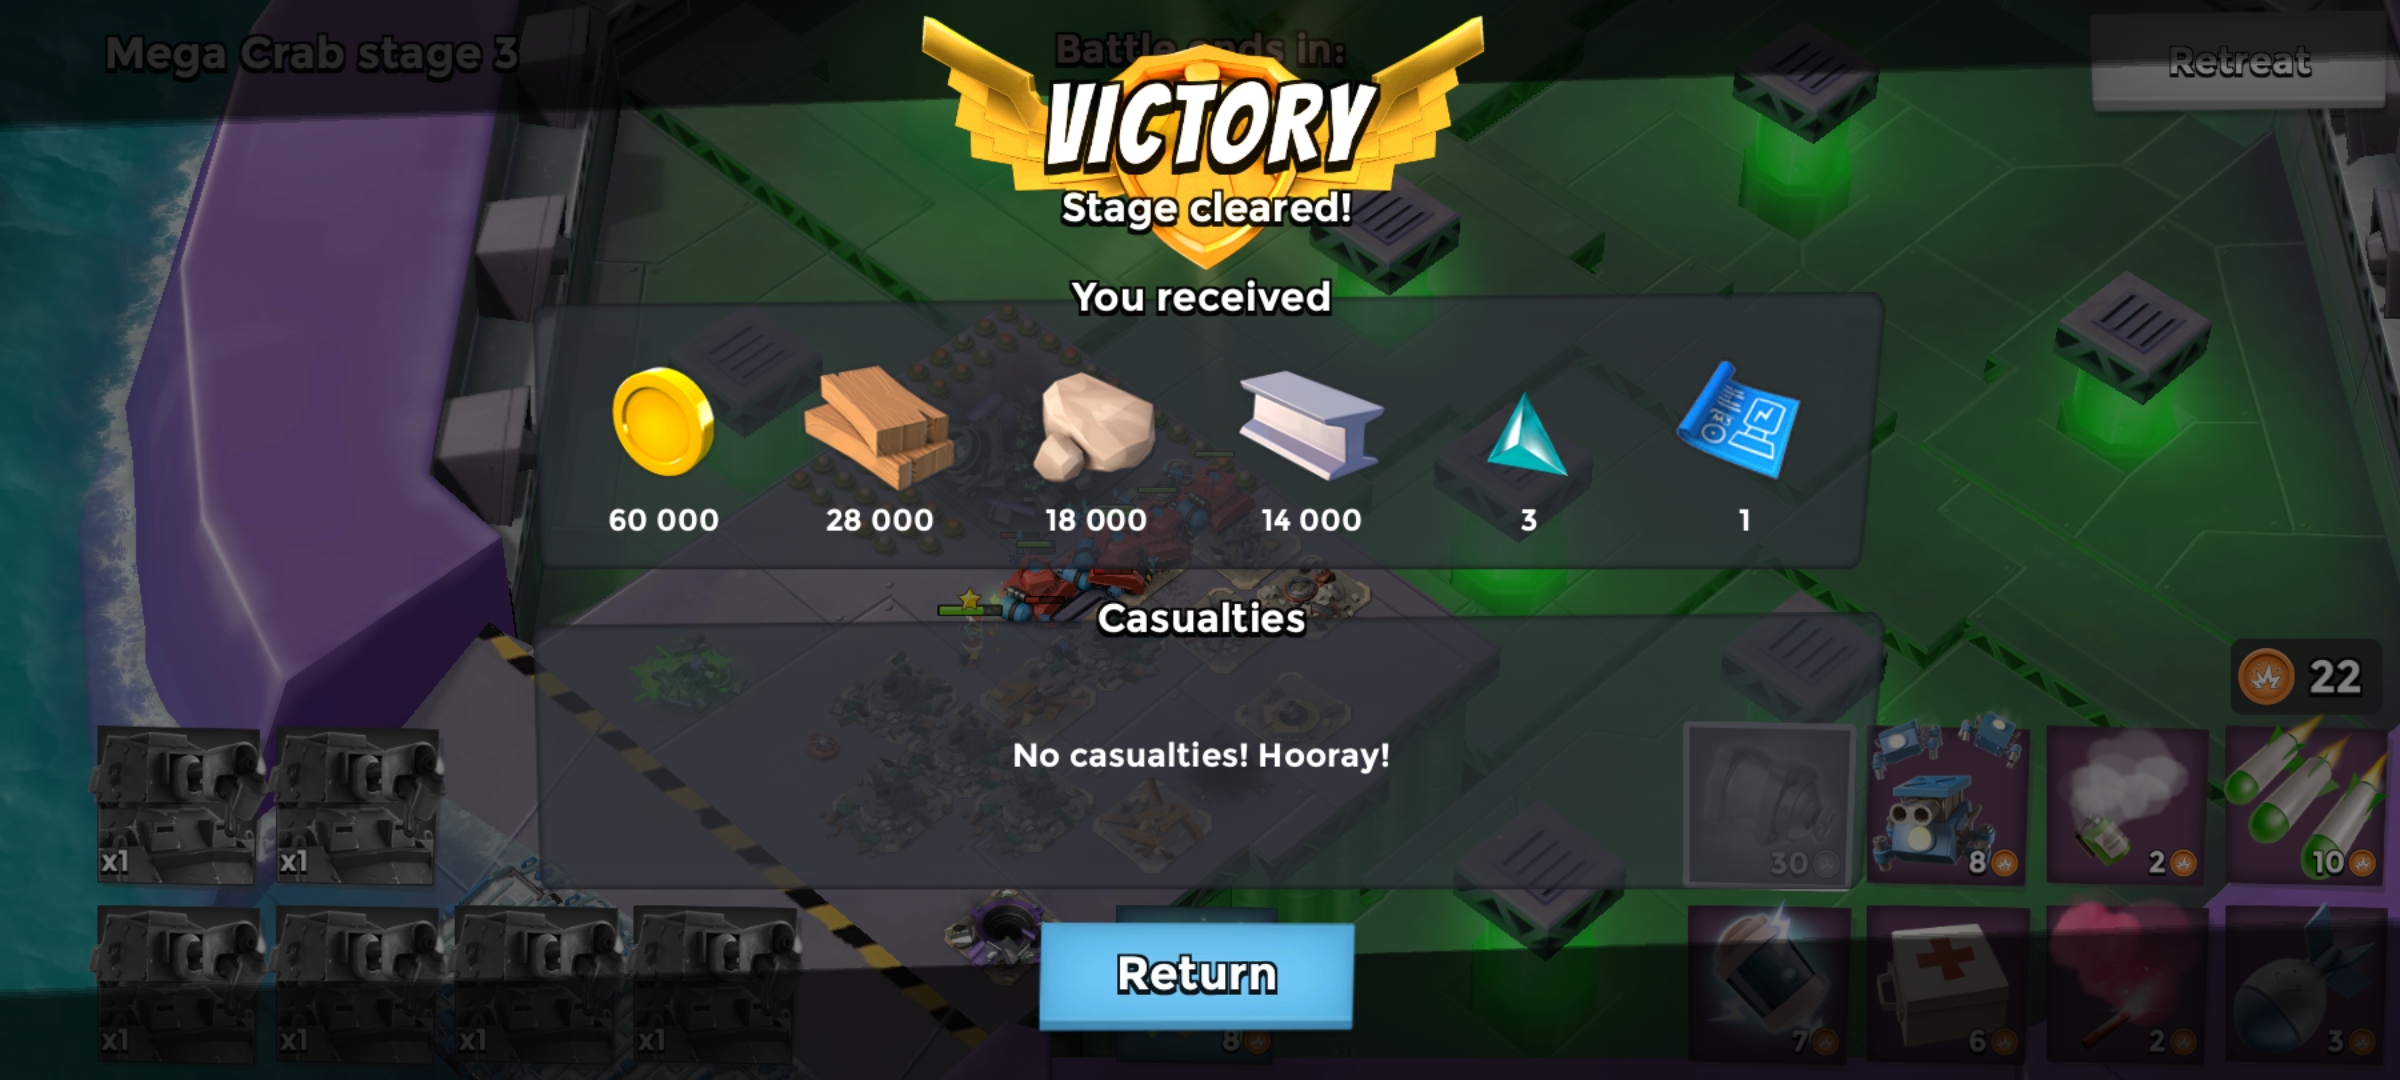 Mega Crab stage 3
Battle ends in:
Retreat
VICTORY
Stage cleared!
You received
60 000
28 000
18 000
14 000
3
1
Casualties
No casualties! Hooray!
22
x1
x1
30
8
2
10
x1
x1
x1
x1
8
7
6
2
3
Return